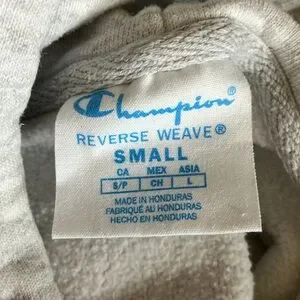 Champion®
REVERSE WEAVE®
SMALL
CA MEX ASIA
S/P CH L
MADE IN HONDURAS
FABRIQUÉ AU HONDURAS
HECHO EN HONDURAS